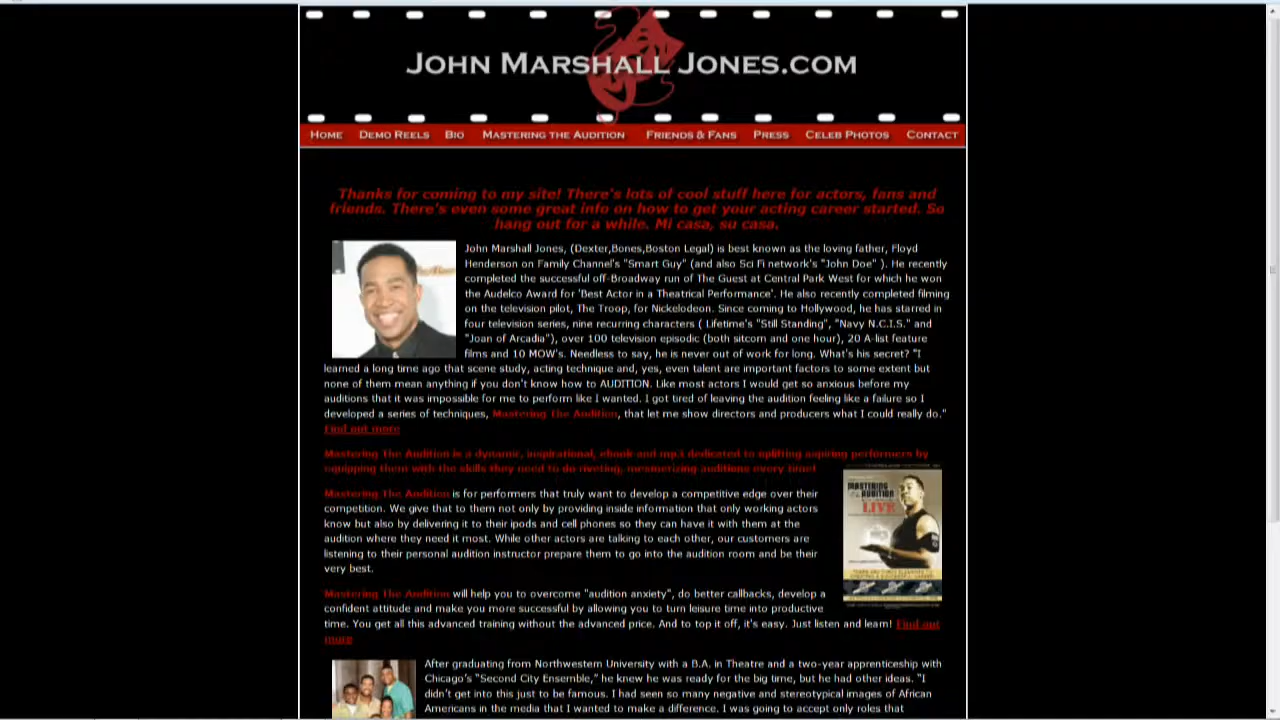 JOHN MARSHALL JONES.COM
HOME DEMO REELS BIO MASTERING THE AUDITION FRIENDS & FANS PRESS CELEB PHOTOS CONTACT
Thanks for coming to my site! There's lots of cool stuff here for actors, fans and
friends. There's even some great info on how to get your acting career started. So
hang out for a while. Mi casa, su casa.
John Marshall Jones, (Dexter,Bones,Boston Legal) is best known as the loving father, Floyd
Henderson on Family Channel's "Smart Guy" (and also Sci Fi network's "John Doe" ). He recently
completed the successful off-Broadway run of The Guest at Central Park West for which he won
the Audelco Award for 'Best Actor in a Theatrical Performance'. He also recently completed filming
on the television pilot, The Troop, for Nickelodeon. Since coming to Hollywood, he has starred in
four television series, nine recurring characters ( Lifetime's "Still Standing", "Navy N.C.I.S." and
"Joan of Arcadia"), over 100 television episodic (both sitcom and one hour), 20 A-list feature
films and 10 MOW's. Needless to say, he is never out of work for long. What's his secret? "I
learned a long time ago that scene study, acting technique and, yes, even talent are important factors to some extent but
none of them mean anything if you don't know how to AUDITION. Like most actors I would get so anxious before my
auditions that it was impossible for me to perform like I wanted. I got tired of leaving the audition feeling like a failure so I
developed a series of techniques, Mastering The Audition, that let me show directors and producers what I could really do."
Find out more
Mastering The Audition is a dynamic, inspirational, ebook and mp3 dedicated to uplifting aspiring performers by
equipping them with the skills they need to do riveting, mesmerizing auditions every time!
Mastering The Audition is for performers that truly want to develop a competitive edge over their
competition. We give that to them not only by providing inside information that only working actors
know but also by delivering it to their ipods and cell phones so they can have it with them at the
audition where they need it most. While other actors are talking to each other, our customers are
listening to their personal audition instructor prepare them to go into the audition room and be their
very best.
MASTERING
AUDITION
LIVE
Mastering The Audition will help you to overcome "audition anxiety", do better callbacks, develop a
confident attitude and make you more successful by allowing you to turn leisure time into productive
time. You get all this advanced training without the advanced price. And to top it off, it's easy. Just listen and learn! Find out
more
After graduating from Northwestern University with a B.A. in Theatre and a two-year apprenticeship with
Chicago's "Second City Ensemble," he knew he was ready for the big time, but he had other ideas. "I
didn't get into this just to be famous. I had seen so many negative and stereotypical images of African
Americans in the media that I wanted to make a difference. I was going to accept only roles that